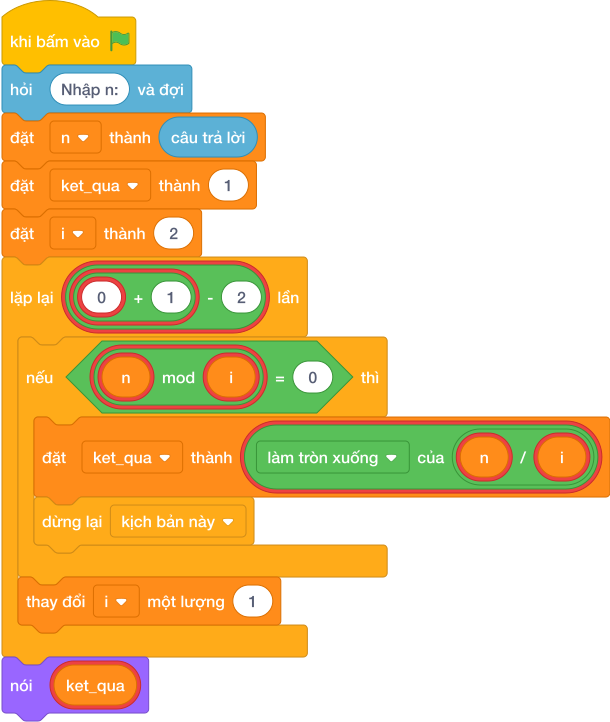 khi bấm vào
hỏi Nhập n: và đợi
đặt n thành câu trả lời
đặt ket_qua thành 1
đặt i thành 2
lặp lại 0 + 1 - 2 lần
nếu n mod i = 0 thì
đặt ket_qua thành làm tròn xuống của n / i
dừng lại kịch bản này
thay đổi i một lượng 1
nói ket_qua